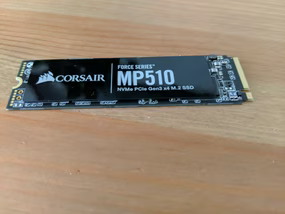 CORSAIR
FORCE SERIES™
MP510
NVMe PCIe Gen3 x4 M.2 SSD